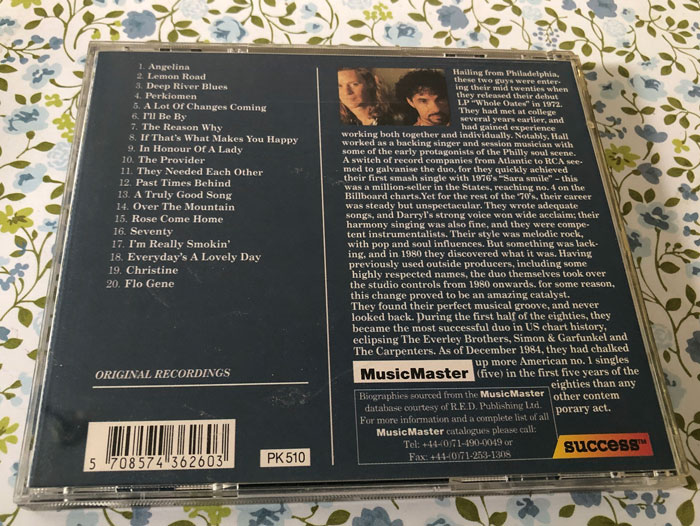 1. Angelina
2. Lemon Road
3. Deep River Blues
4. Perkiomen
5. A Lot Of Changes Coming
6. I'll Be By
7. The Reason Why
8. If That's What Makes You Happy
9. In Honour Of A Lady
10. The Provider
11. They Needed Each Other
12. Past Times Behind
13. A Truly Good Song
14. Over The Mountain
15. Rose Come Home
16. Seventy
17. I'm Really Smokin'
18. Everyday's A Lovely Day
19. Christine
20. Flo Gene
ORIGINAL RECORDINGS
5 708574 362603
PK 510
Hailing from Philadelphia,
these two guys were enter-
ing their mid twenties when
they released their debut
LP "Whole Oates" in 1972.
They had met at college
several years earlier, and
had gained experience
working both together and individually. Notably, Hall
worked as a backing singer and session musician with
some of the early protagonists of the Philly soul scene.
A switch of record companies from Atlantic to RCA see-
med to galvanise the duo, for they quickly achieved
their first smash single with 1976's "Sara smile" – this
was a million-seller in the States, reaching no. 4 on the
Billboard charts.Yet for the rest of the '70's, their career
was steady but unspectacular. They wrote adequate
songs, and Darryl's strong voice won wide acclaim; their
harmony singing was also fine, and they were compe-
tent instrumentalists. Their style was melodic rock,
with pop and soul influences. But something was lack-
ing, and in 1980 they discovered what it was. Having
previously used outside producers, including some
highly respected names, the duo themselves took over
the studio controls from 1980 onwards. for some reason,
this change proved to be an amazing catalyst.
They found their perfect musical groove, and never
looked back. During the first half of the eighties, they
became the most successful duo in US chart history,
eclipsing The Everley Brothers, Simon & Garfunkel and
The Carpenters. As of December 1984, they had chalked
up more American no. 1 singles
(five) in the first five years of the
eighties than any
other contem
porary act.
MusicMaster
Biographies sourced from the MusicMaster
database courtesy of R.E.D. Publishing Ltd.
For more information and a complete list of all
MusicMaster catalogues please call:
Tel: +44-(0)71-490-0049 or
Fax: +44-(0)71-253-1308
success™